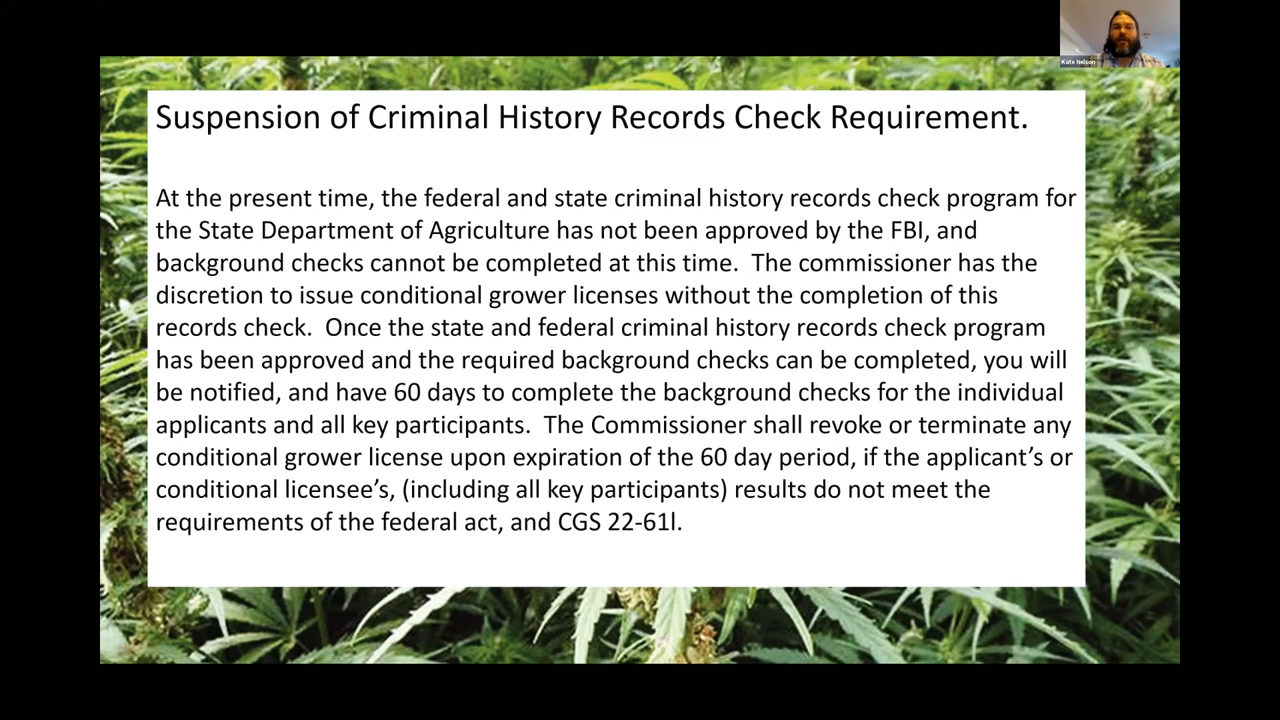 Kate Nelson
Suspension of Criminal History Records Check Requirement.
At the present time, the federal and state criminal history records check program for
the State Department of Agriculture has not been approved by the FBI, and
background checks cannot be completed at this time.  The commissioner has the
discretion to issue conditional grower licenses without the completion of this
records check.  Once the state and federal criminal history records check program
has been approved and the required background checks can be completed, you will
be notified, and have 60 days to complete the background checks for the individual
applicants and all key participants.  The Commissioner shall revoke or terminate any
conditional grower license upon expiration of the 60 day period, if the applicant’s or
conditional licensee’s, (including all key participants) results do not meet the
requirements of the federal act, and CGS 22-61l.